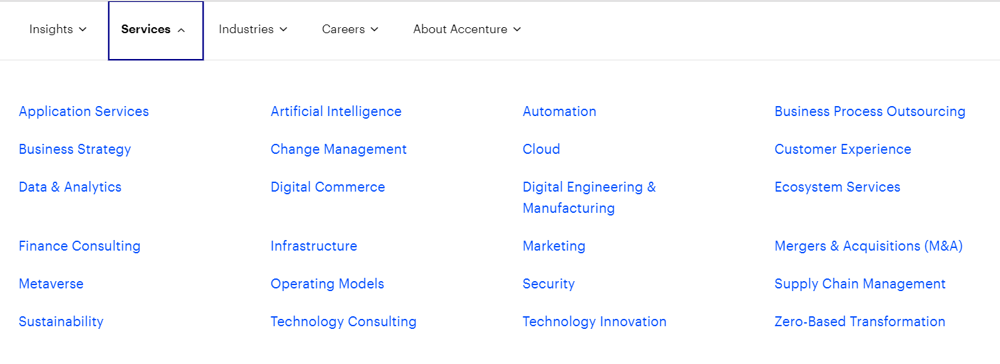 Insights Services Industries Careers About Accenture
Application Services Artificial Intelligence Automation Business Process Outsourcing
Business Strategy Change Management Cloud Customer Experience
Data & Analytics Digital Commerce Digital Engineering & Ecosystem Services
Manufacturing
Finance Consulting Infrastructure Marketing Mergers & Acquisitions (M&A)
Metaverse Operating Models Security Supply Chain Management
Sustainability Technology Consulting Technology Innovation Zero-Based Transformation